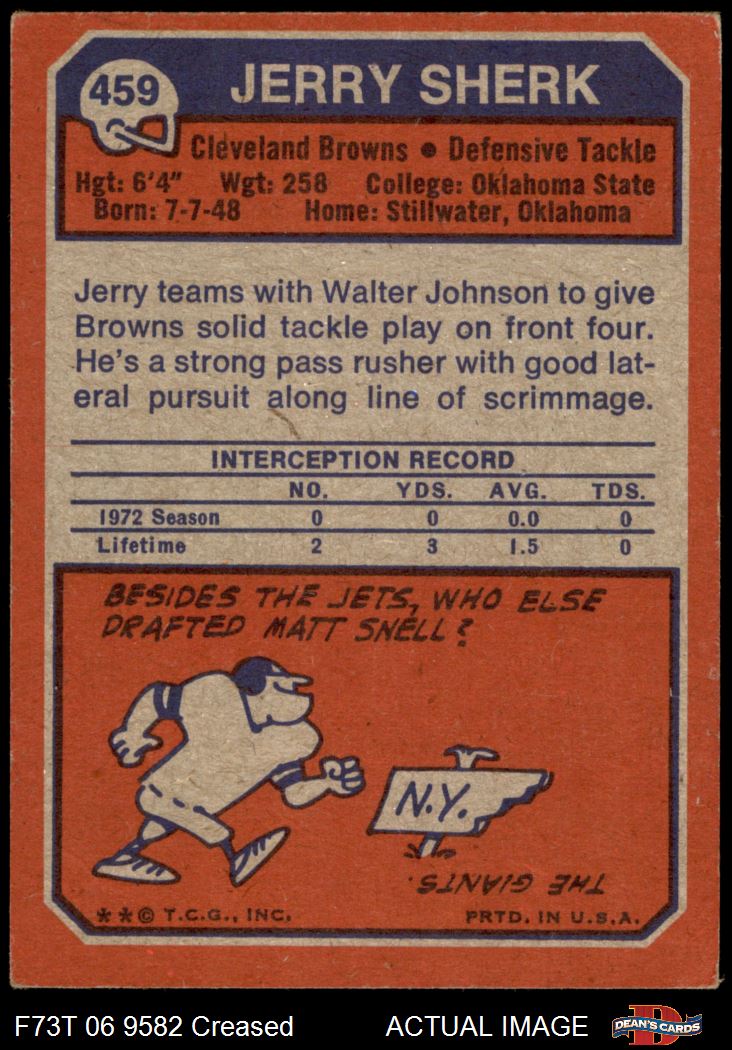 459
JERRY SHERK
Cleveland Browns • Defensive Tackle
Hgt: 6'4" Wgt: 258 College: Oklahoma State
Born: 7-7-48 Home: Stillwater, Oklahoma
Jerry teams with Walter Johnson to give
Browns solid tackle play on front four.
He's a strong pass rusher with good lat-
eral pursuit along line of scrimmage.
INTERCEPTION RECORD
NO. YDS. AVG. TDS.
1972 Season 0 0 0.0 0
Lifetime 2 3 1.5 0
BESIDES THE JETS, WHO ELSE
DRAFTED MATT SNELL?
N.Y.
THE GIANTS.
**© T.C.G., INC. PRTD. IN U.S.A.
F73T 06 9582 Creased ACTUAL IMAGE
D
DEAN'S CARDS